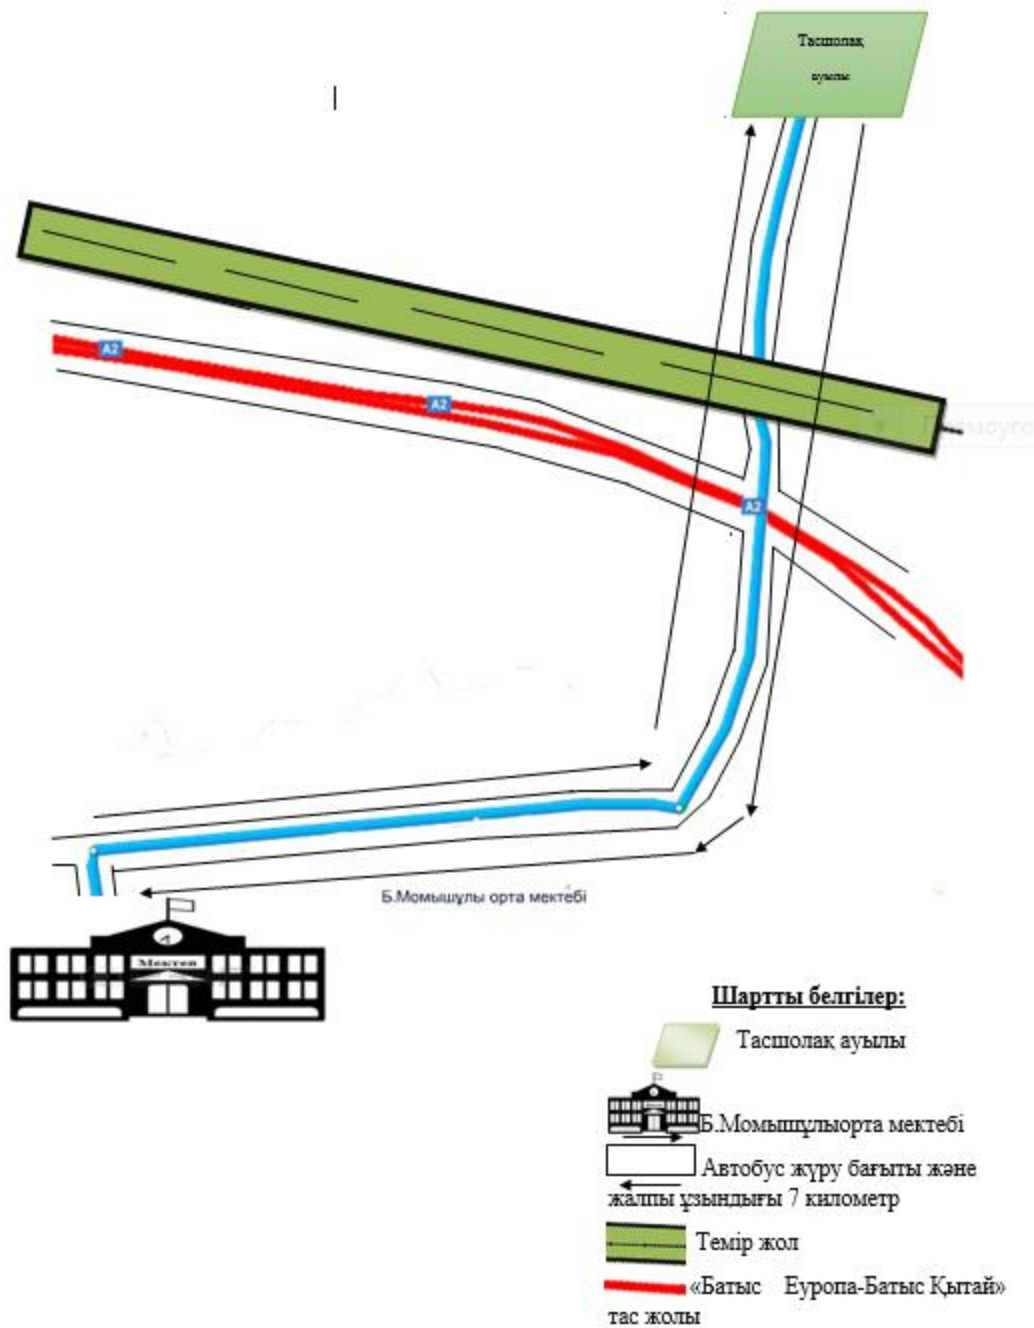 Тасшолақ
ауылы
A2
A2
A2
Б.Момышұлы орта мектебі
Мектеп
Шартты белгілер:
Тасшолақ ауылы
Б.Момышұлыорта мектебі
Автобус жүру бағыты және
жалпы ұзындығы 7 километр
Темір жол
«Батыс Еуропа-Батыс Қытай»
тас жолы